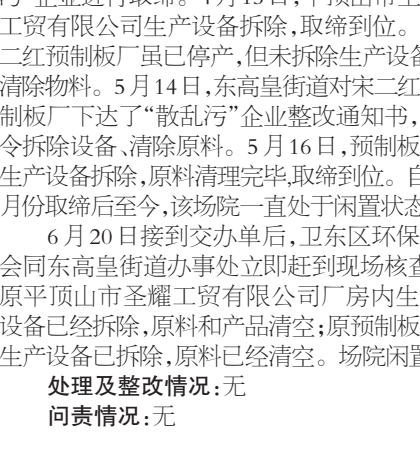 工贸有限公司生产设备拆除,取缔到位。
二红预制板厂虽已停产,但未拆除生产设备
清除物料。5月14日,东高皇街道对宋二红
制板厂下达了“散乱污”企业整改通知书,
令拆除设备、清除原料。5月16日,预制板
生产设备拆除,原料清理完毕,取缔到位。自
月份取缔后至今,该场院一直处于闲置状态
6月20日接到交办单后,卫东区环保
会同东高皇街道办事处立即赶到现场核查
原平顶山市圣耀工贸有限公司厂房内生
设备已经拆除,原料和产品清空;原预制板
生产设备已拆除,原料已经清空。场院闲置
处理及整改情况:无
问责情况:无